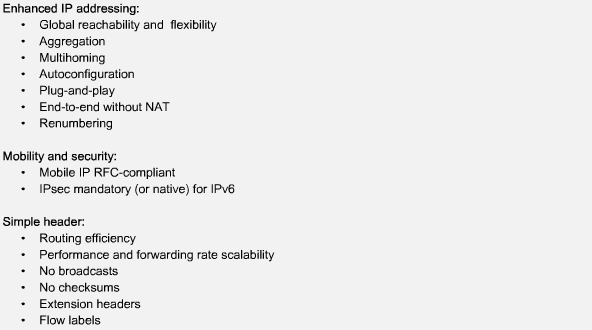 Enhanced IP addressing:
• Global reachability and flexibility
• Aggregation
• Multihoming
• Autoconfiguration
• Plug-and-play
• End-to-end without NAT
• Renumbering
Mobility and security:
• Mobile IP RFC-compliant
• IPsec mandatory (or native) for IPv6
Simple header:
• Routing efficiency
• Performance and forwarding rate scalability
• No broadcasts
• No checksums
• Extension headers
• Flow labels